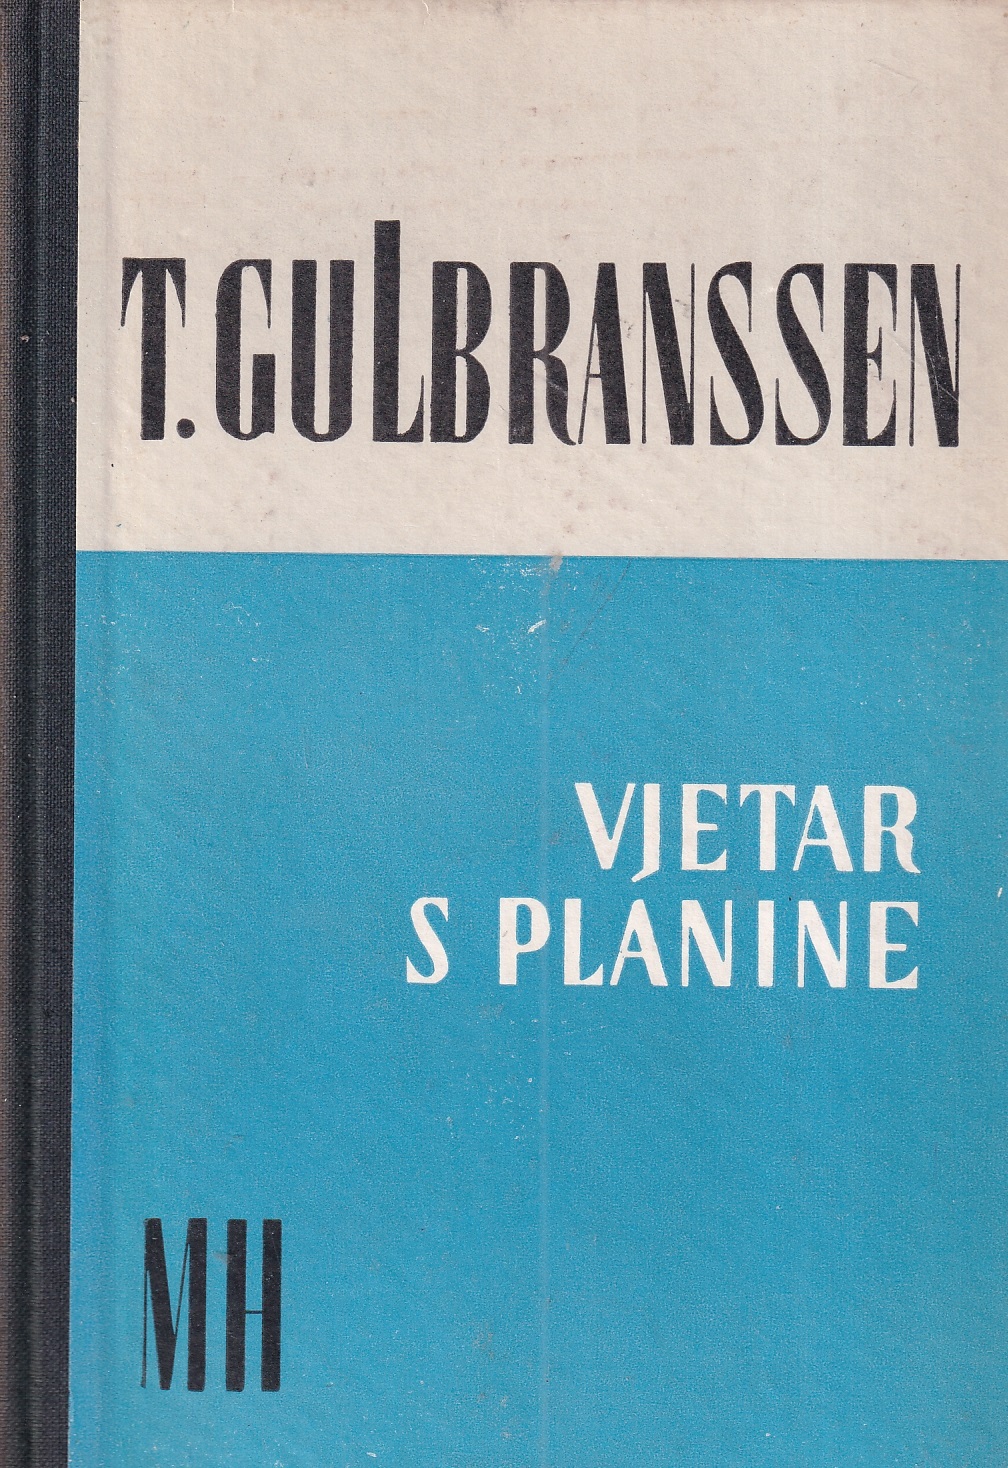 T. GULBRANSSEN
VJETAR
S PLANINE
MH